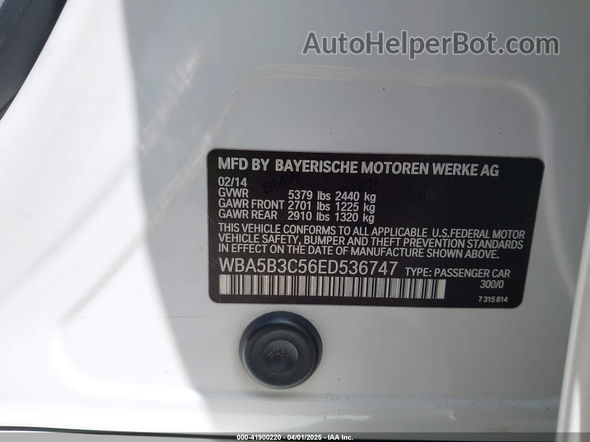 AutoHelperBot.com
MFD BY BAYERISCHE MOTOREN WERKE AG
02/14
GVWR 5379 lbs 2440 kg
GAWR FRONT 2701 lbs 1225 kg
GAWR REAR 2910 lbs 1320 kg
THIS VEHICLE CONFORMS TO ALL APPLICABLE U.S.FEDERAL MOTOR
VEHICLE SAFETY, BUMPER AND THEFT PREVENTION STANDARDS
IN EFFECT ON THE DATE OF MANUFACTURE SHOWN ABOVE.
WBA5B3C56ED536747 TYPE: PASSENGER CAR
300/0
7 315 814
000-41900220 - 04/01/2025 - IAA Inc.